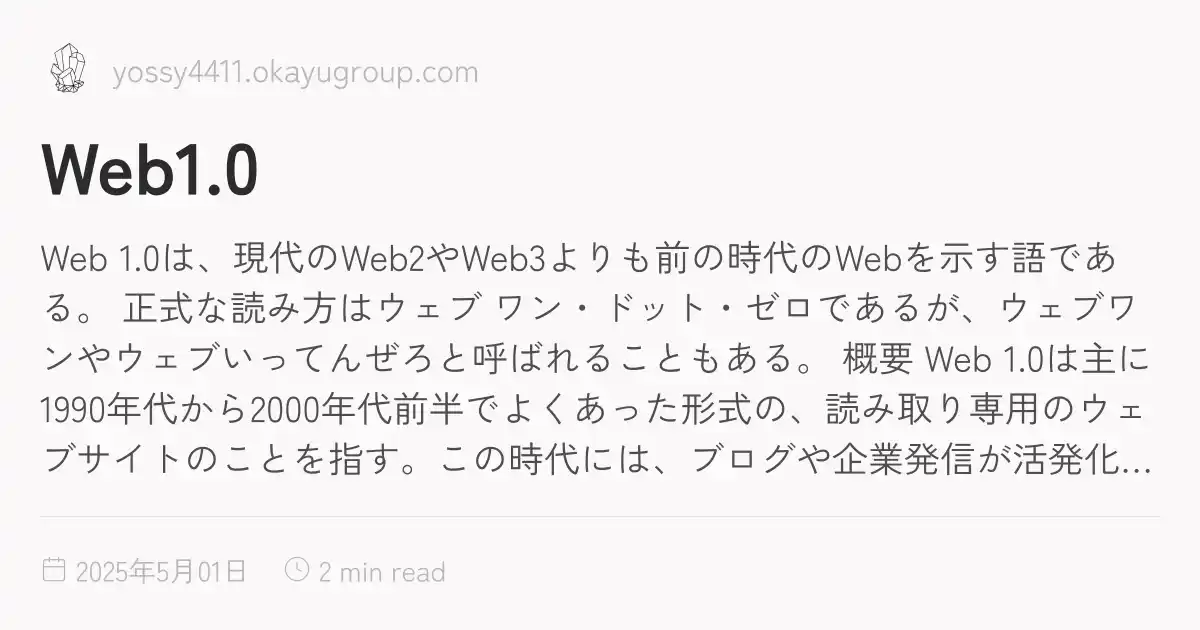 yossy4411.okayugroup.com
Web1.0
Web 1.0は、現代のWeb2やWeb3よりも前の時代のWebを示す語であ
る。 正式な読み方はウェブ ワン・ドット・ゼロであるが、ウェブワ
ンやウェブいってんぜろと呼ばれることもある。 概要 Web 1.0は主に
1990年代から2000年代前半でよくあった形式の、読み取り専用のウェ
ブサイトのことを指す。この時代には、ブログや企業発信が活発化…
2025年5月01日 2 min read